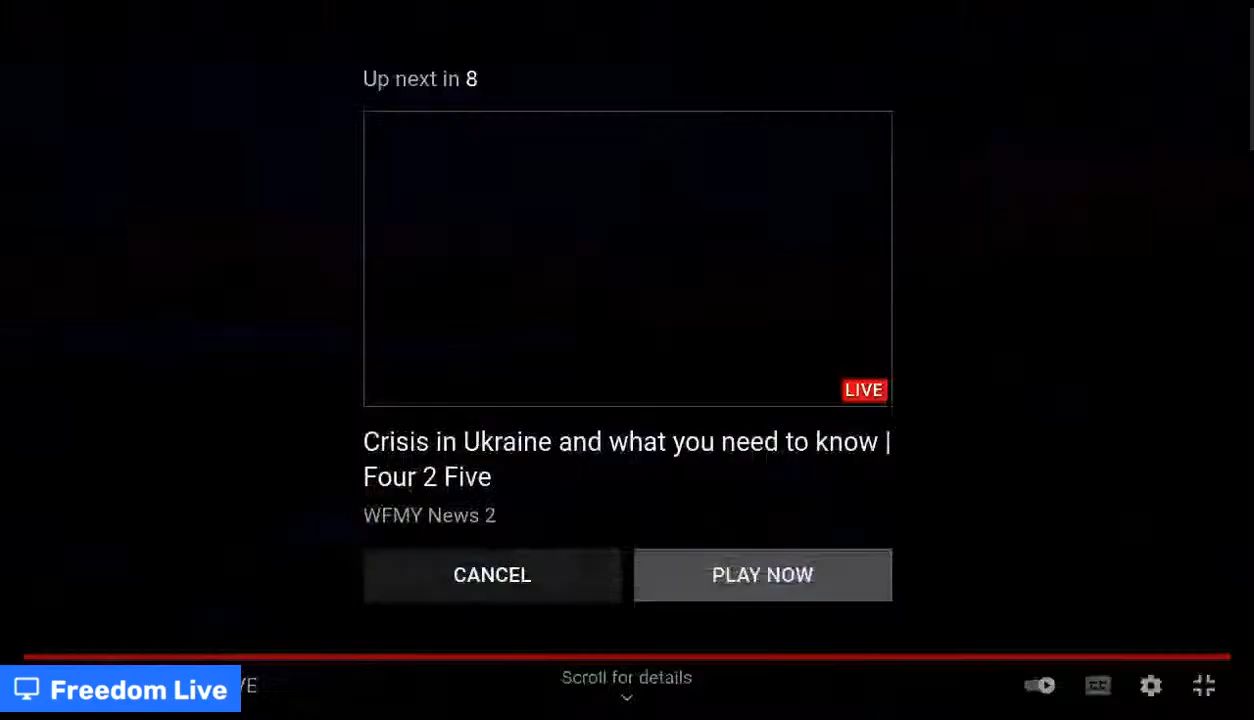 Up next in 8
LIVE
Crisis in Ukraine and what you need to know |
Four 2 Five
WFMY News 2
CANCEL
PLAY NOW
Scroll for details
Freedom Live